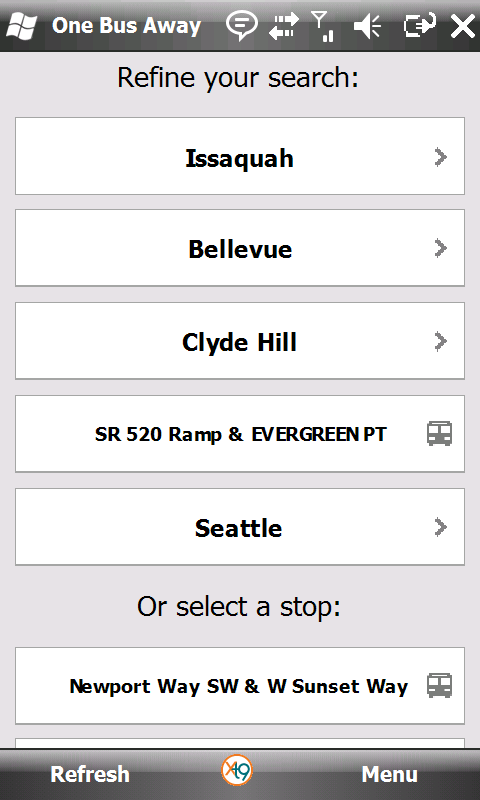 One Bus Away
Refine your search:
Issaquah
Bellevue
Clyde Hill
SR 520 Ramp & EVERGREEN PT
Seattle
Or select a stop:
Newport Way SW & W Sunset Way
Refresh
Menu